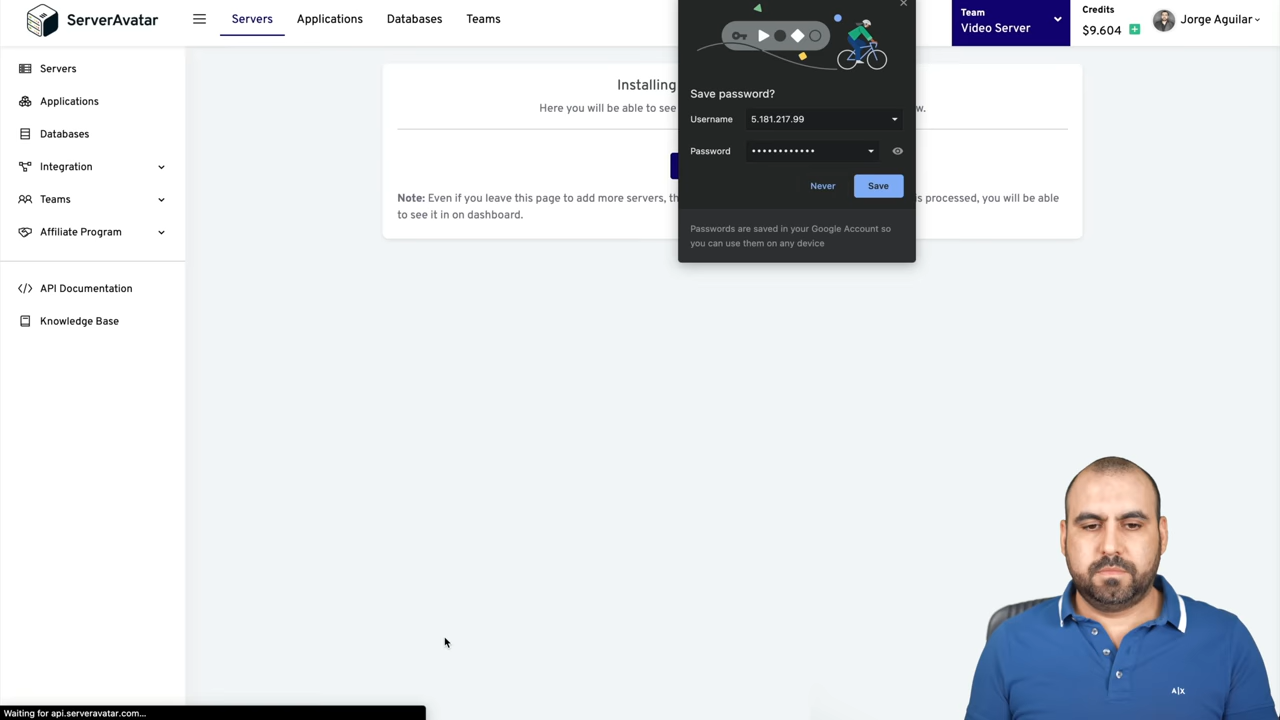 ServerAvatar
Servers
Applications
Databases
Teams
Team
Video Server
Credits
$9.604
Jorge Aguilar
Servers
Applications
Databases
Integration
Teams
Affiliate Program
API Documentation
Knowledge Base
Installing
Here you will be able to see
w.
Note: Even if you leave this page to add more servers, th
is processed, you will be able
to see it in on dashboard.
Save password?
Username
5.181.217.99
Password
••••••••••••
Never
Save
Passwords are saved in your Google Account so
you can use them on any device
A|X
Waiting for api.serveravatar.com...